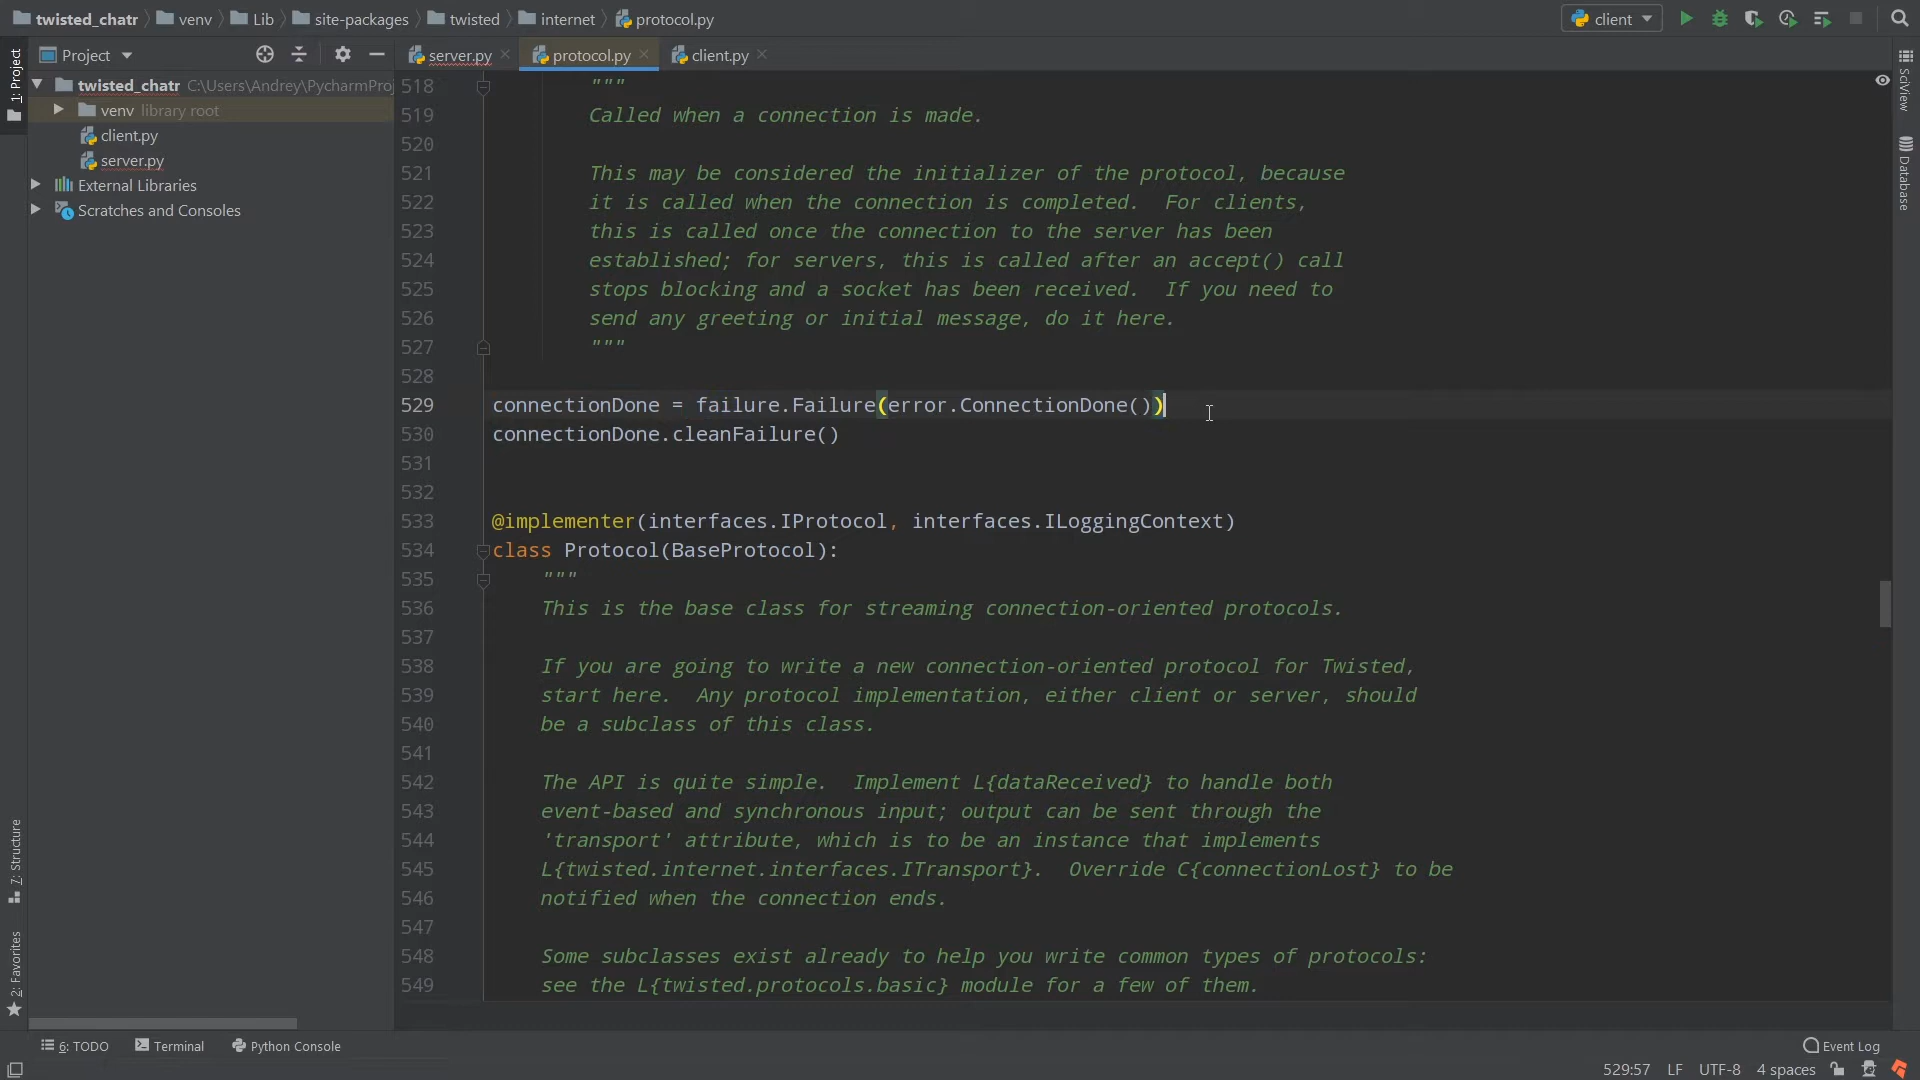 twisted_chatr venv Lib site-packages twisted internet protocol.py client
Project server.py protocol.py client.py
twisted_chatr C:\Users\Andrey\PycharmPro
venv library root
client.py
server.py
External Libraries
Scratches and Consoles
1: Project
7: Structure
2: Favorites
518 """
519 Called when a connection is made.
520
521 This may be considered the initializer of the protocol, because
522 it is called when the connection is completed.  For clients,
523 this is called once the connection to the server has been
524 established; for servers, this is called after an accept() call
525 stops blocking and a socket has been received.  If you need to
526 send any greeting or initial message, do it here.
527 """
528
529 connectionDone = failure.Failure(error.ConnectionDone())
530 connectionDone.cleanFailure()
531
532
533 @implementer(interfaces.IProtocol, interfaces.ILoggingContext)
534 class Protocol(BaseProtocol):
535 """
536 This is the base class for streaming connection-oriented protocols.
537
538 If you are going to write a new connection-oriented protocol for Twisted,
539 start here.  Any protocol implementation, either client or server, should
540 be a subclass of this class.
541
542 The API is quite simple.  Implement L{dataReceived} to handle both
543 event-based and synchronous input; output can be sent through the
544 'transport' attribute, which is to be an instance that implements
545 L{twisted.internet.interfaces.ITransport}.  Override C{connectionLost} to be
546 notified when the connection ends.
547
548 Some subclasses exist already to help you write common types of protocols:
549 see the L{twisted.protocols.basic} module for a few of them.
SciView
Database
6: TODO Terminal Python Console Event Log
529:57 LF UTF-8 4 spaces